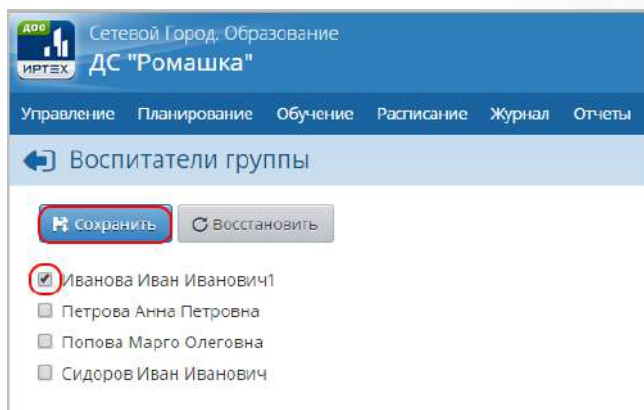 ДОО
ИРТЕХ
Сетевой Город. Образование
ДС "Ромашка"
Управление Планирование Обучение Расписание Журнал Отчеты
Воспитатели группы
Сохранить Восстановить
Иванова Иван Иванович1
Петрова Анна Петровна
Попова Марго Олеговна
Сидоров Иван Иванович